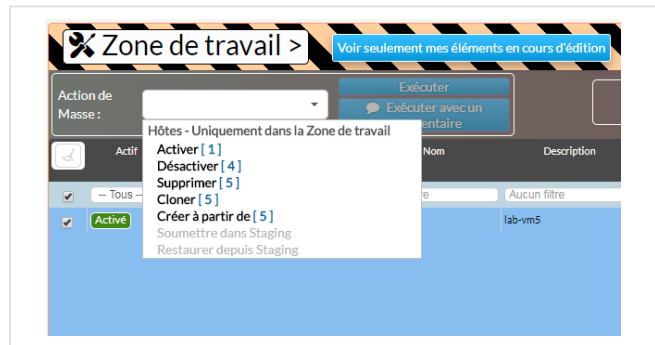 Zone de travail >
Voir seulement mes éléments en cours d'édition
Action de
Masse :
Exécuter
Exécuter avec un
entaire
Hôtes - Uniquement dans la Zone de travail
Activer [ 1 ]
Désactiver [ 4 ]
Supprimer [ 5 ]
Cloner [ 5 ]
Créer à partir de [ 5 ]
Soumettre dans Staging
Restaurer depuis Staging
Actif
Nom
Description
-- Tous --
re
Aucun filtre
Activé
lab-vm5